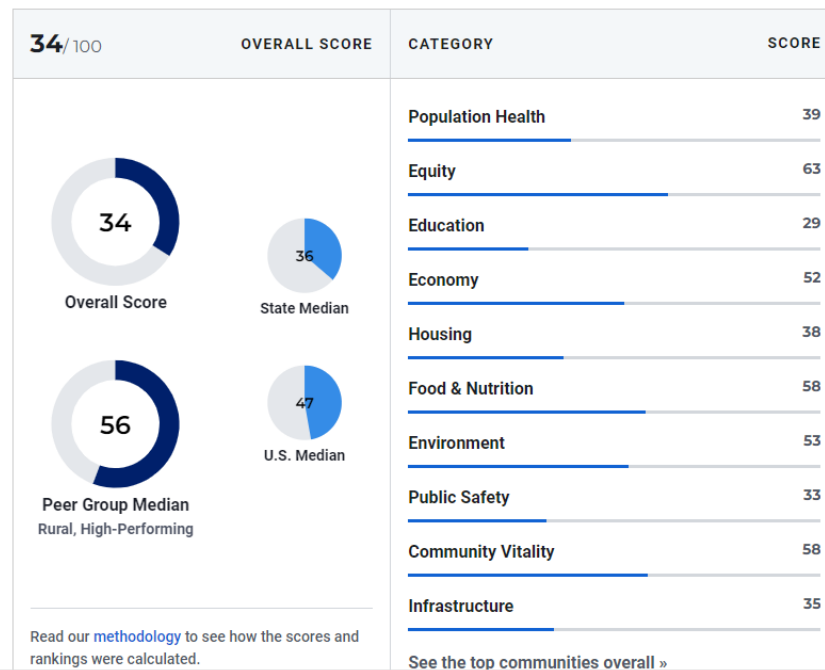 34/ 100
OVERALL SCORE
34
Overall Score
36
State Median
56
Peer Group Median
Rural, High-Performing
47
U.S. Median
Read our methodology to see how the scores and
rankings were calculated.
CATEGORY
SCORE
Population Health 39
Equity 63
Education 29
Economy 52
Housing 38
Food & Nutrition 58
Environment 53
Public Safety 33
Community Vitality 58
Infrastructure 35
See the top communities overall »